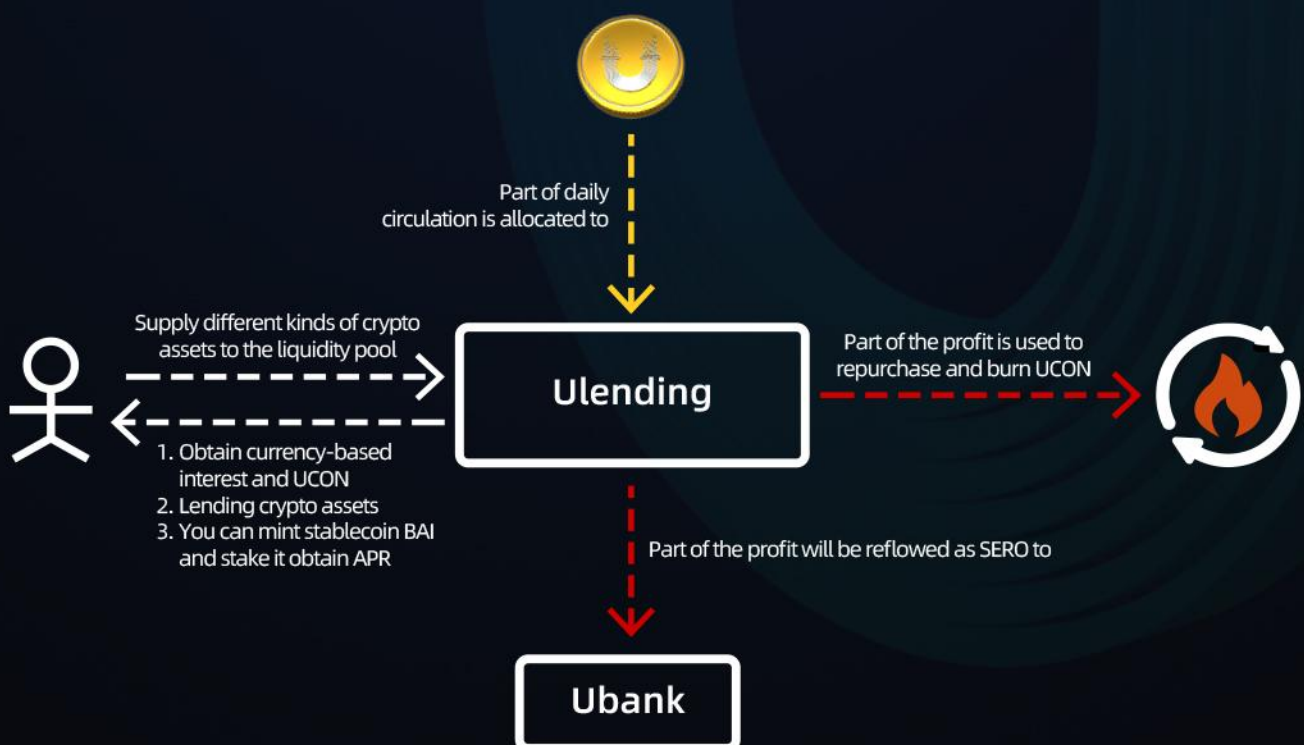 Part of daily
circulation is allocated to
Supply different kinds of crypto
assets to the liquidity pool
Ulending
Part of the profit is used to
repurchase and burn UCON
1. Obtain currency-based
interest and UCON
2. Lending crypto assets
3. You can mint stablecoin BAI
and stake it obtain APR
Part of the profit will be reflowed as SERO to
Ubank